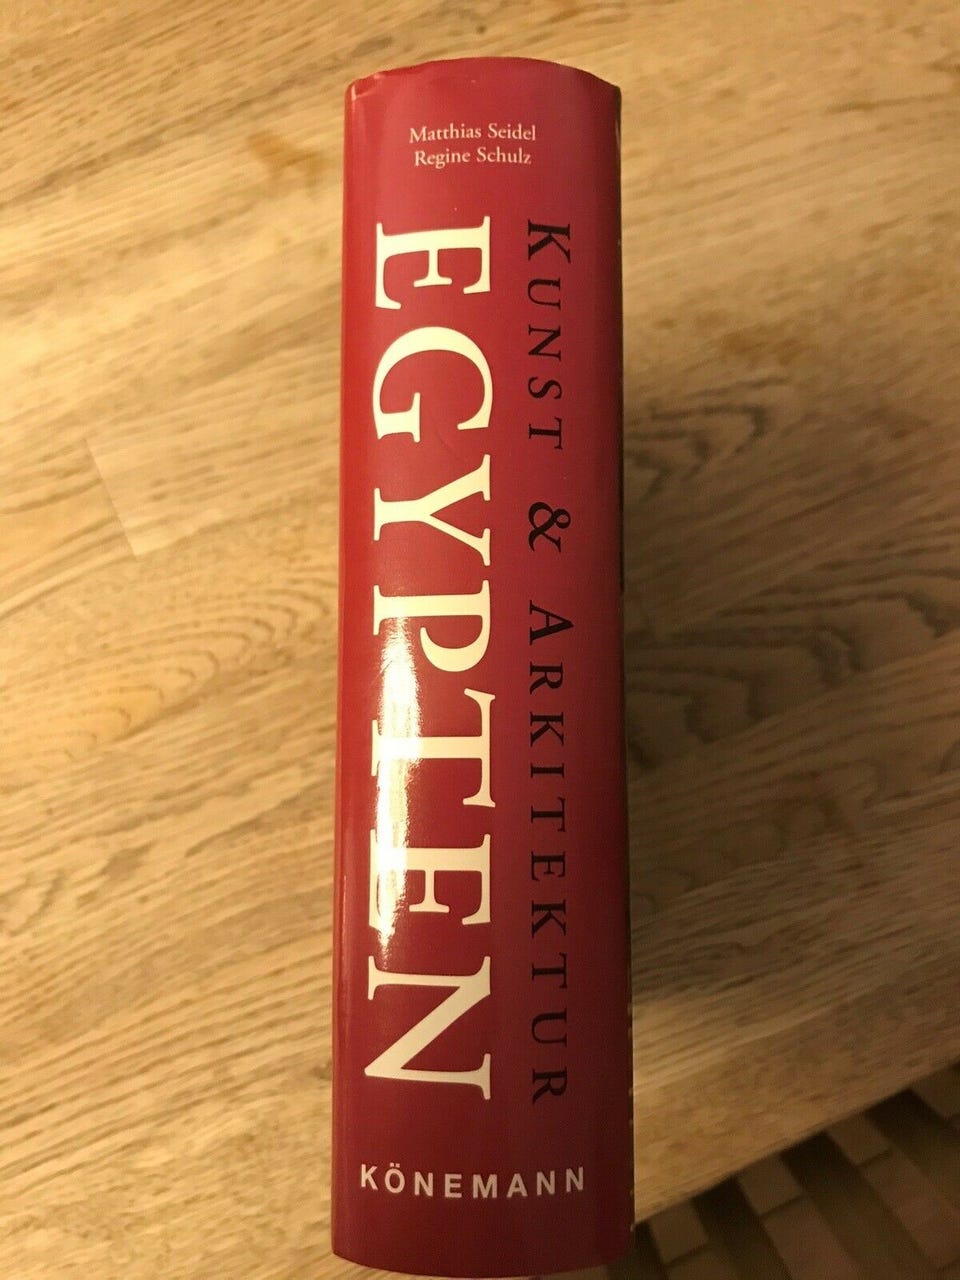 Matthias Seidel
Regine Schulz
KUNST & ARKITEKTUR
EGYPTEN
KÖNEMANN